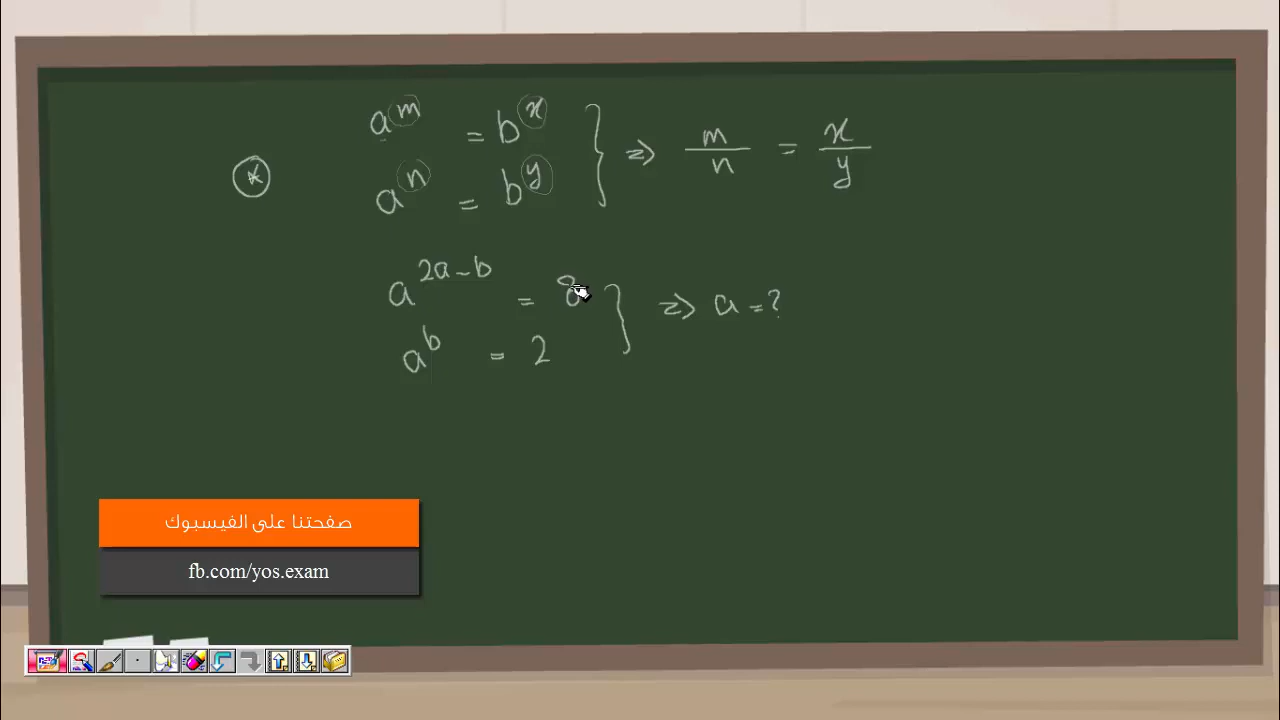 a^m = b^x
a^n = b^y } ⇒ m/n = x/y
a^(2a-b) = 8
a^b = 2 } ⇒ a = ?
صفحتنا على الفيسبوك
fb.com/yos.exam